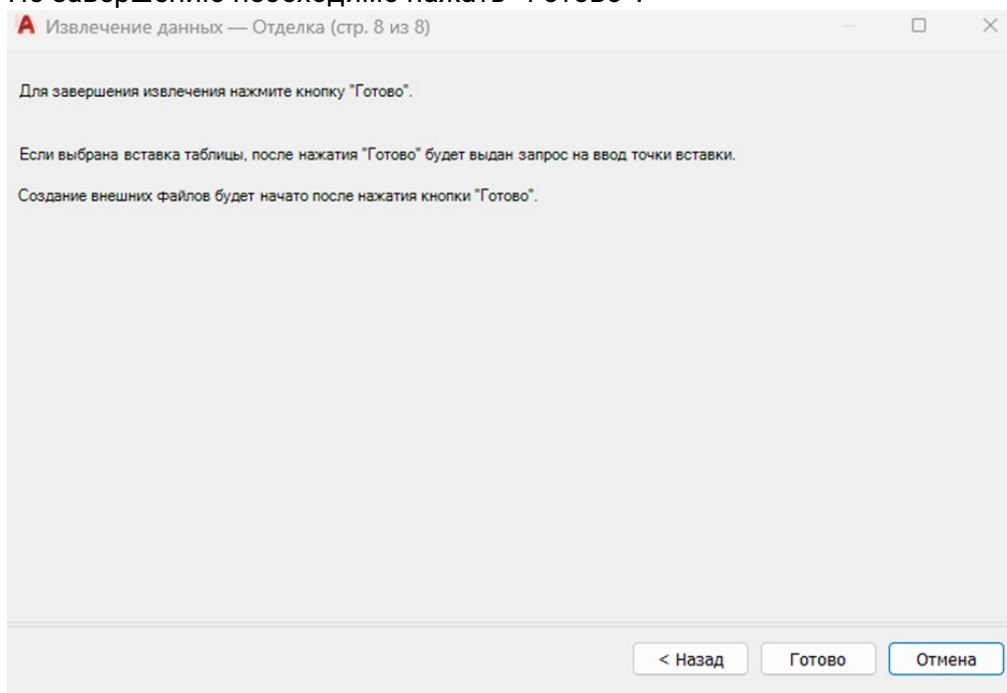 По завершению необходимо нажать "Готово".
Извлечение данных — Отделка (стр. 8 из 8)
Для завершения извлечения нажмите кнопку "Готово".
Если выбрана вставка таблицы, после нажатия "Готово" будет выдан запрос на ввод точки вставки.
Создание внешних файлов будет начато после нажатия кнопки "Готово".
< Назад Готово Отмена